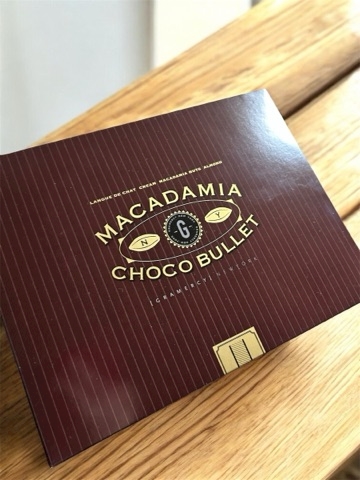 LANGUE DE CHAT CREAM MACADAMIA NUTS ALMOND
MACADAMIA
N G Y
CHOCO BULLET
[GRAMERCY] NEWYORK